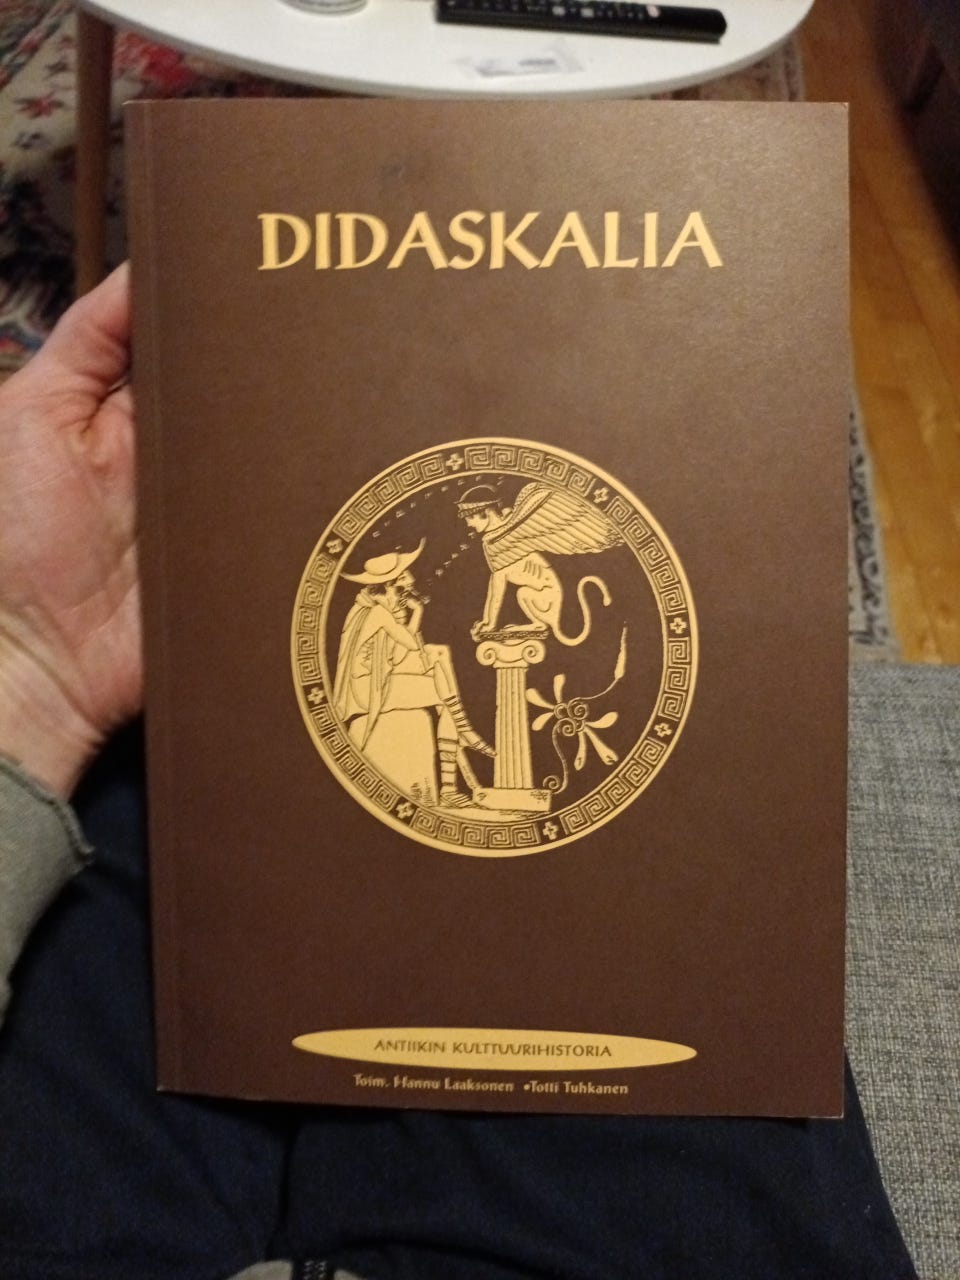 DIDASKALIA
ANTIIKIN KULTTUURIHISTORIA
Toim. Hannu Laaksonen •Totti Tuhkanen